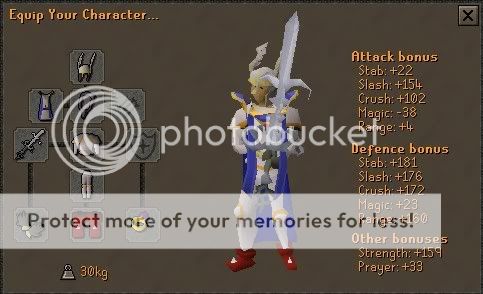 Equip Your Character...
Attack bonus
Stab: +22
Slash: +154
Crush: +102
Magic: -38
Range: +4
photobucket
Defence bonus
Stab: +181
Slash: +176
Crush: +172
Magic: +23
Range: +160
Protect more of your memories for less!
Other bonuses
Strength: +159
Prayer: +33
30kg